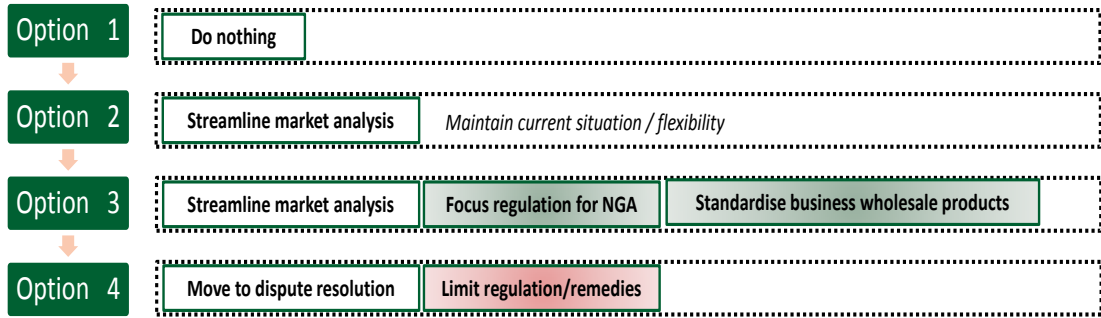 Option 1
Do nothing
Option 2
Streamline market analysis
Maintain current situation / flexibility
Option 3
Streamline market analysis
Focus regulation for NGA
Standardise business wholesale products
Option 4
Move to dispute resolution
Limit regulation/remedies